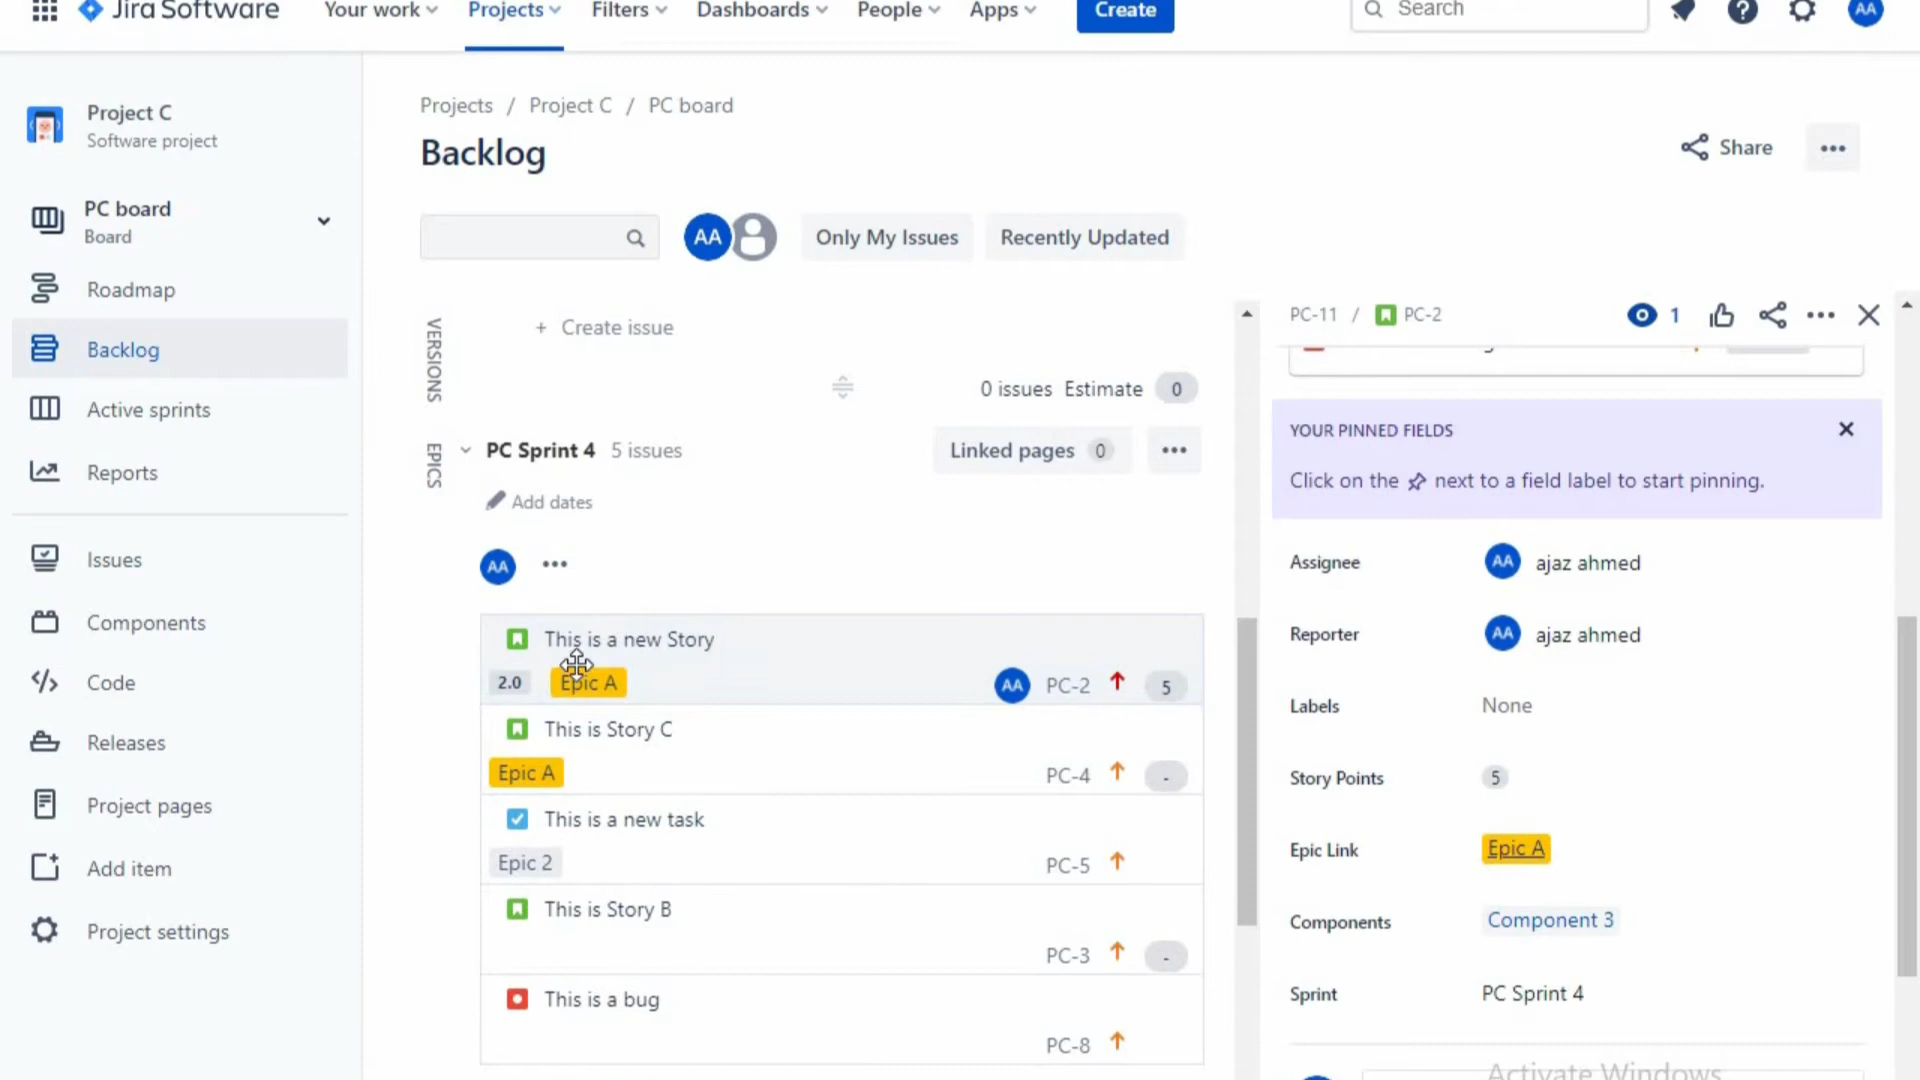 Jira Software Your work Projects Filters Dashboards People Apps Create Search AA
Project C
Software project
PC board
Board
Roadmap
Backlog
Active sprints
Reports
Issues
Components
Code
Releases
Project pages
Add item
Project settings
Projects / Project C / PC board
Backlog
Share
AA Only My Issues Recently Updated
VERSIONS
EPICS
+ Create issue
0 issues Estimate 0
PC Sprint 4 5 issues Linked pages 0
Add dates
AA
This is a new Story
2.0 Epic A AA PC-2 5
This is Story C
Epic A PC-4 -
This is a new task
Epic 2 PC-5
This is Story B
PC-3 -
This is a bug
PC-8
PC-11 / PC-2 1
YOUR PINNED FIELDS
Click on the next to a field label to start pinning.
Assignee AA ajaz ahmed
Reporter AA ajaz ahmed
Labels None
Story Points 5
Epic Link Epic A
Components Component 3
Sprint PC Sprint 4
Activate Windows